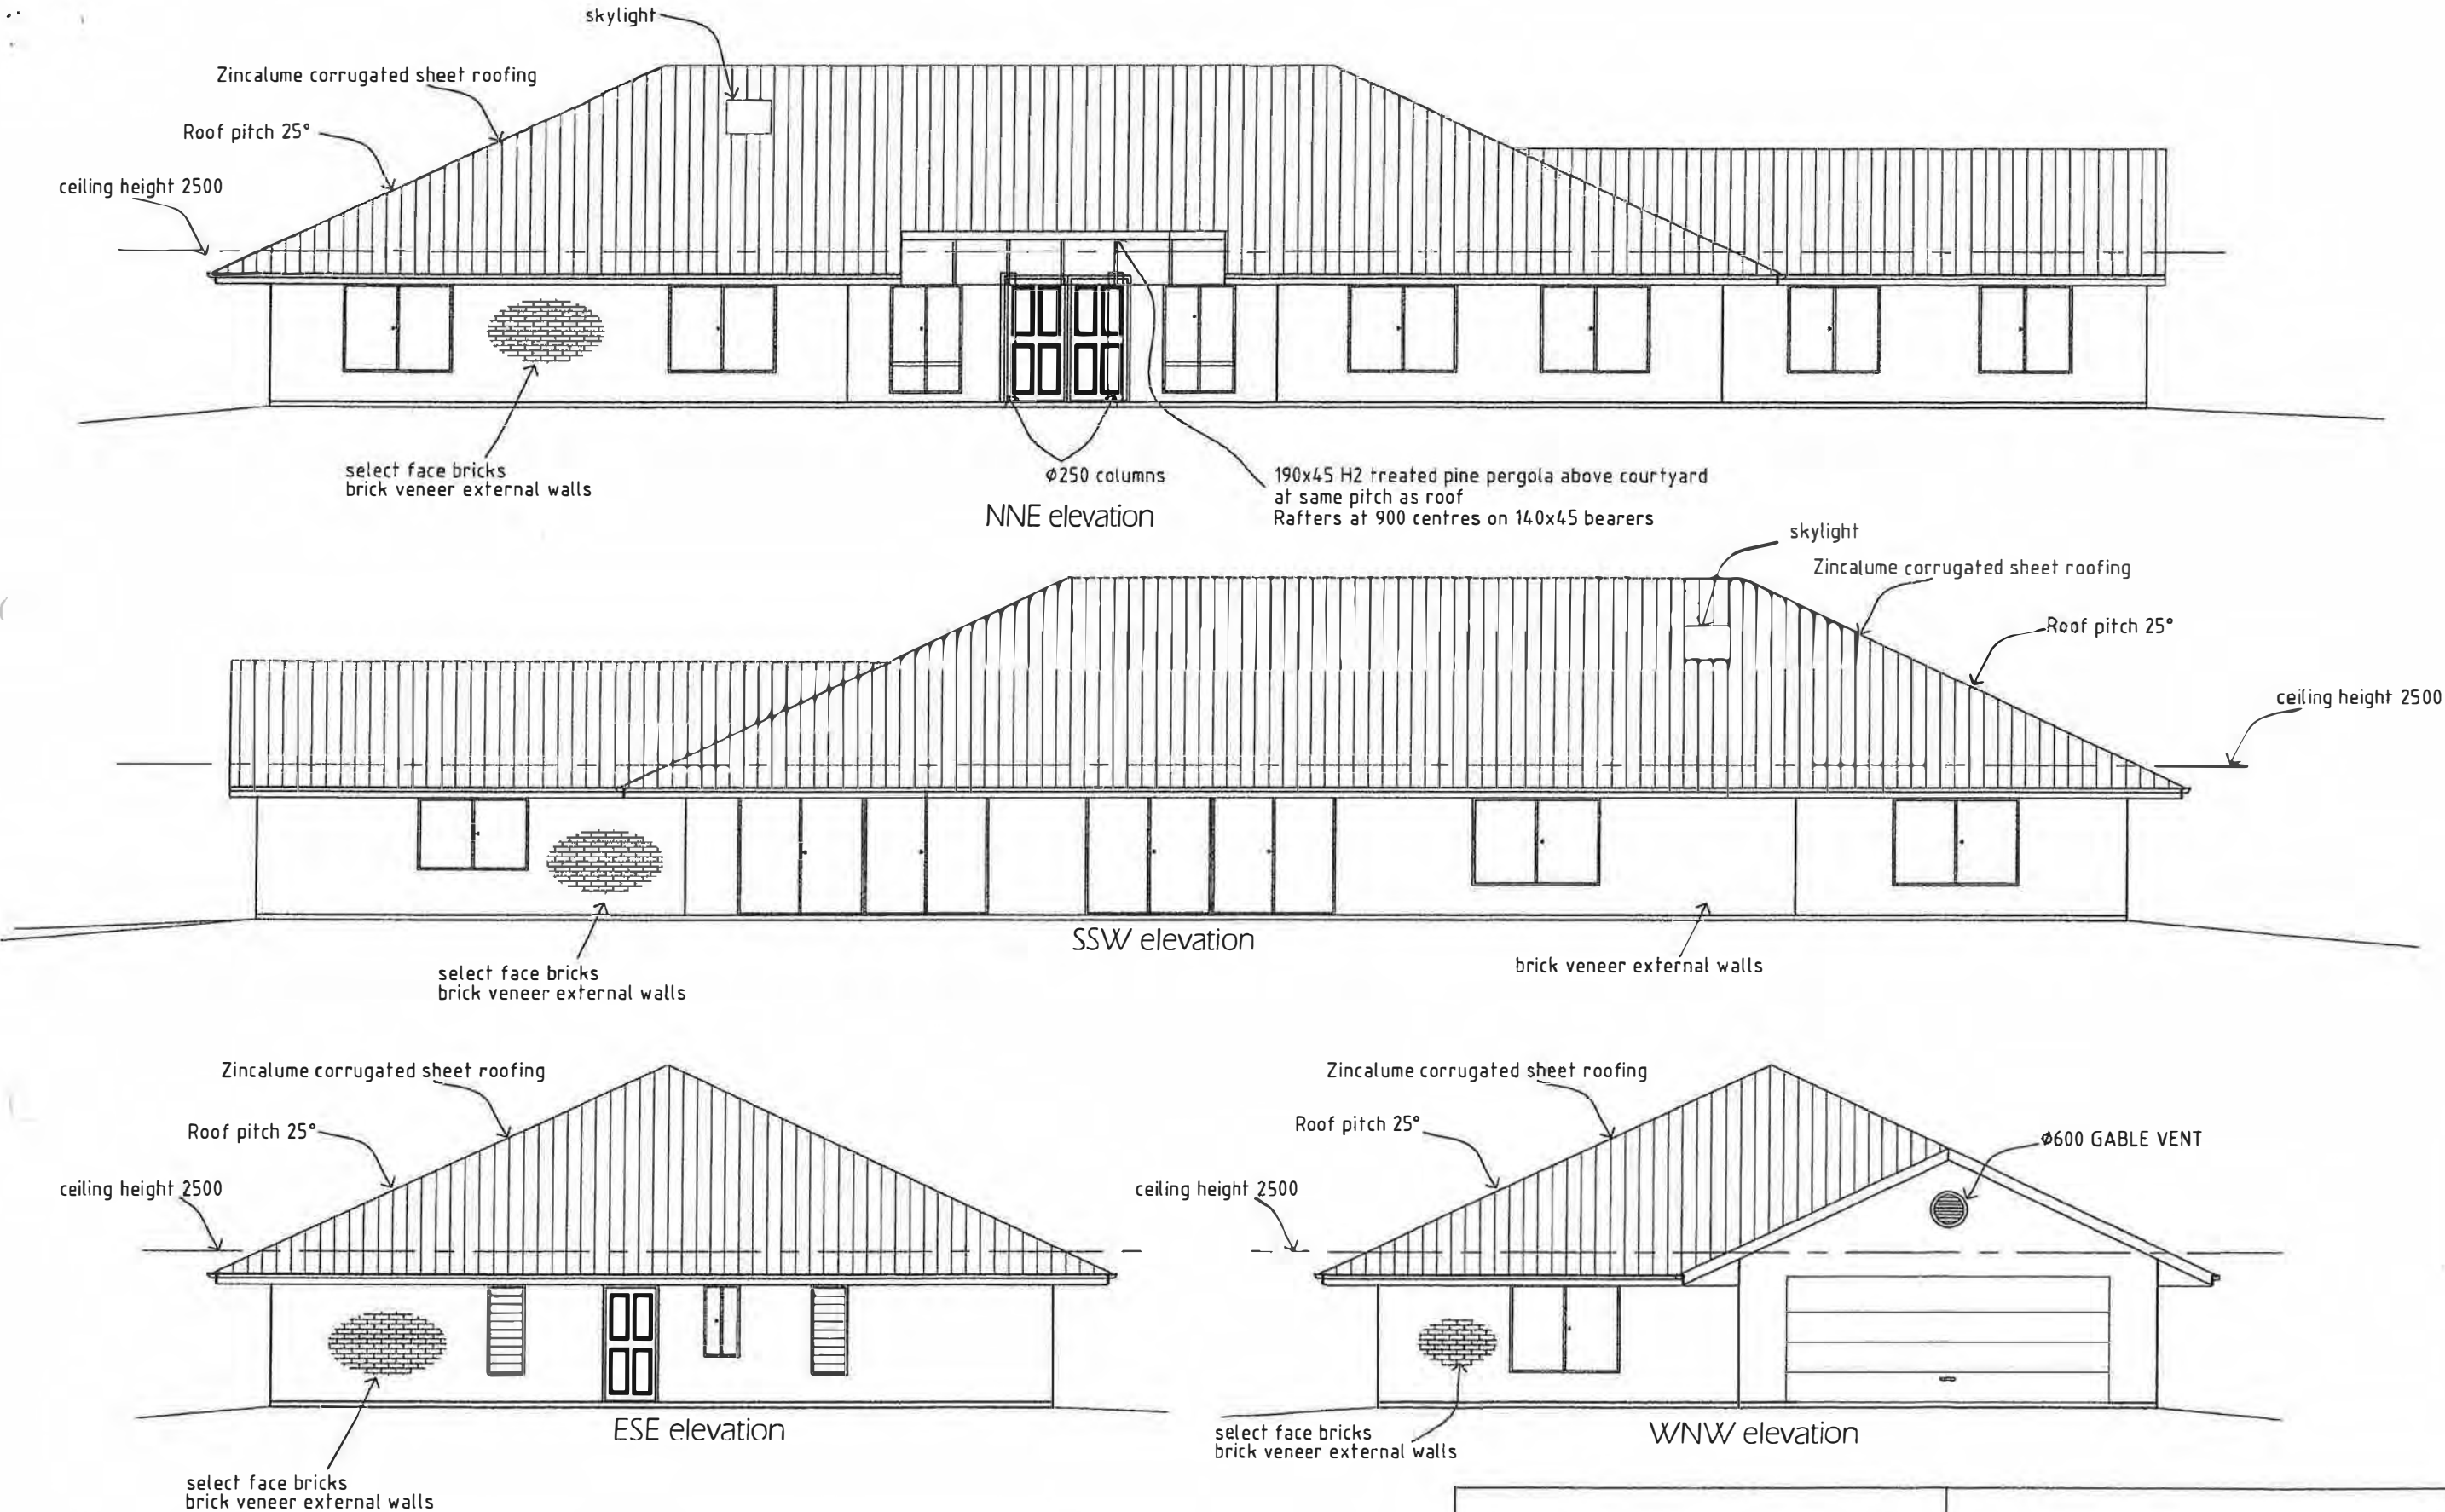 skylight
Zincalume corrugated sheet roofing
Roof pitch 25°
ceiling height 2500
select face bricks
brick veneer external walls
Ø250 columns
190x45 H2 treated pine pergola above courtyard
at same pitch as roof
Rafters at 900 centres on 140x45 bearers
NNE elevation
skylight
Zincalume corrugated sheet roofing
Roof pitch 25°
ceiling height 2500
SSW elevation
select face bricks
brick veneer external walls
brick veneer external walls
Zincalume corrugated sheet roofing
Roof pitch 25°
ceiling height 2500
ESE elevation
select face bricks
brick veneer external walls
Zincalume corrugated sheet roofing
Roof pitch 25°
Ø600 GABLE VENT
ceiling height 2500
WNW elevation
select face bricks
brick veneer external walls